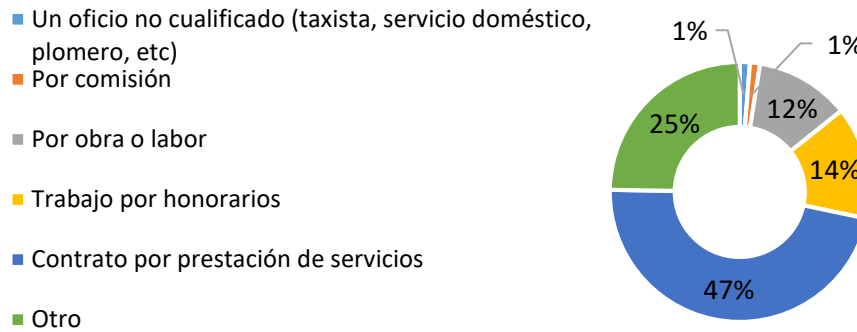 Un oficio no cualificado (taxista, servicio doméstico,
plomero, etc)
Por comisión
Por obra o labor
Trabajo por honorarios
Contrato por prestación de servicios
Otro
1%
1%
12%
14%
47%
25%